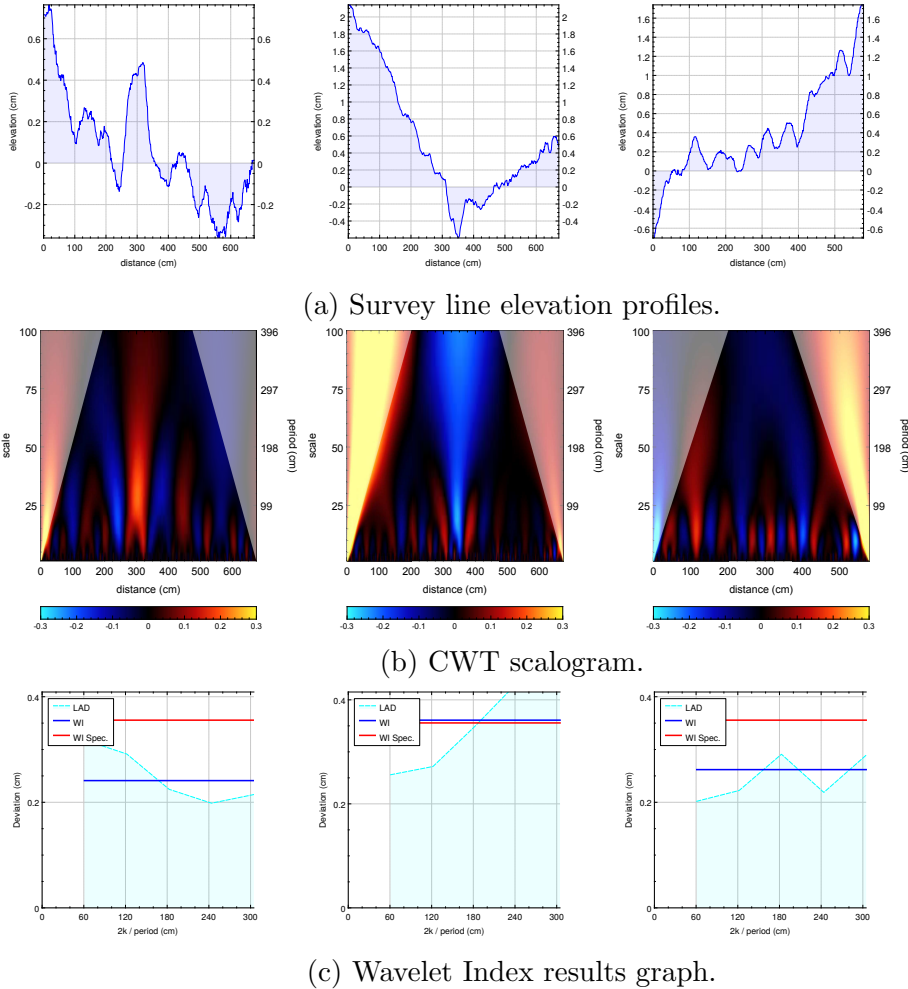 0.6
0.4
0.2
0
-0.2
0.6
0.4
0.2
0
-0.2
elevation (cm)
0 100 200 300 400 500 600
distance (cm)
2
1.8
1.6
1.4
1.2
1
0.8
0.6
0.4
0.2
0
-0.2
-0.4
2
1.8
1.6
1.4
1.2
1
0.8
0.6
0.4
0.2
0
-0.2
-0.4
elevation (cm)
0 100 200 300 400 500 600
distance (cm)
1.6
1.4
1.2
1
0.8
0.6
0.4
0.2
0
-0.2
-0.4
-0.6
1.6
1.4
1.2
1
0.8
0.6
0.4
0.2
0
-0.2
-0.4
-0.6
elevation (cm)
0 100 200 300 400 500
distance (cm)
(a) Survey line elevation profiles.
100
75
50
25
scale
396
297
198
99
period (cm)
0 100 200 300 400 500 600
distance (cm)
-0.3 -0.2 -0.1 0 0.1 0.2 0.3
100
75
50
25
scale
396
297
198
99
period (cm)
0 100 200 300 400 500 600
distance (cm)
-0.3 -0.2 -0.1 0 0.1 0.2 0.3
100
75
50
25
scale
396
297
198
99
period (cm)
0 100 200 300 400 500
distance (cm)
-0.3 -0.2 -0.1 0 0.1 0.2 0.3
(b) CWT scalogram.
0.4
0.2
0
Deviation (cm)
LAD
WI
WI Spec.
0 60 120 180 240 300
2k / period (cm)
0.4
0.2
0
Deviation (cm)
LAD
WI
WI Spec.
0 60 120 180 240 300
2k / period (cm)
0.4
0.2
0
Deviation (cm)
LAD
WI
WI Spec.
0 60 120 180 240 300
2k / period (cm)
(c) Wavelet Index results graph.